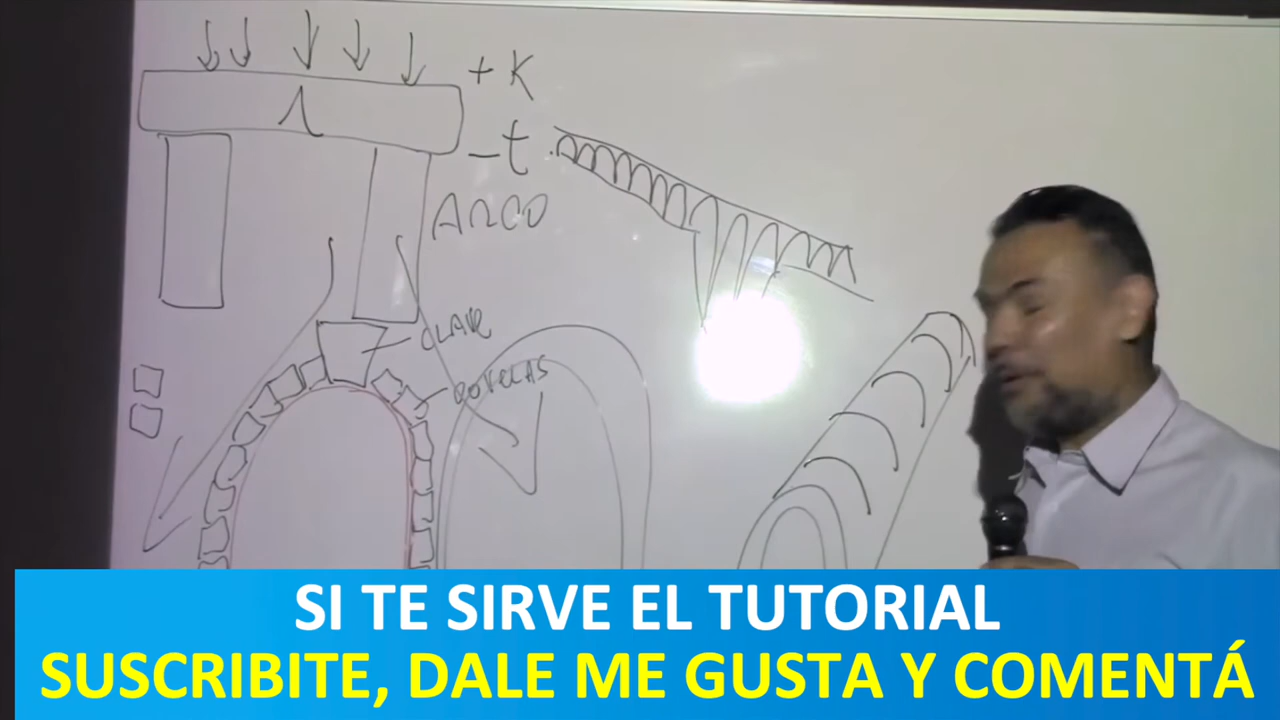 + K
- t
ARCO
CLAVE
DOVELAS
SI TE SIRVE EL TUTORIAL
SUSCRIBITE, DALE ME GUSTA Y COMENTÁ